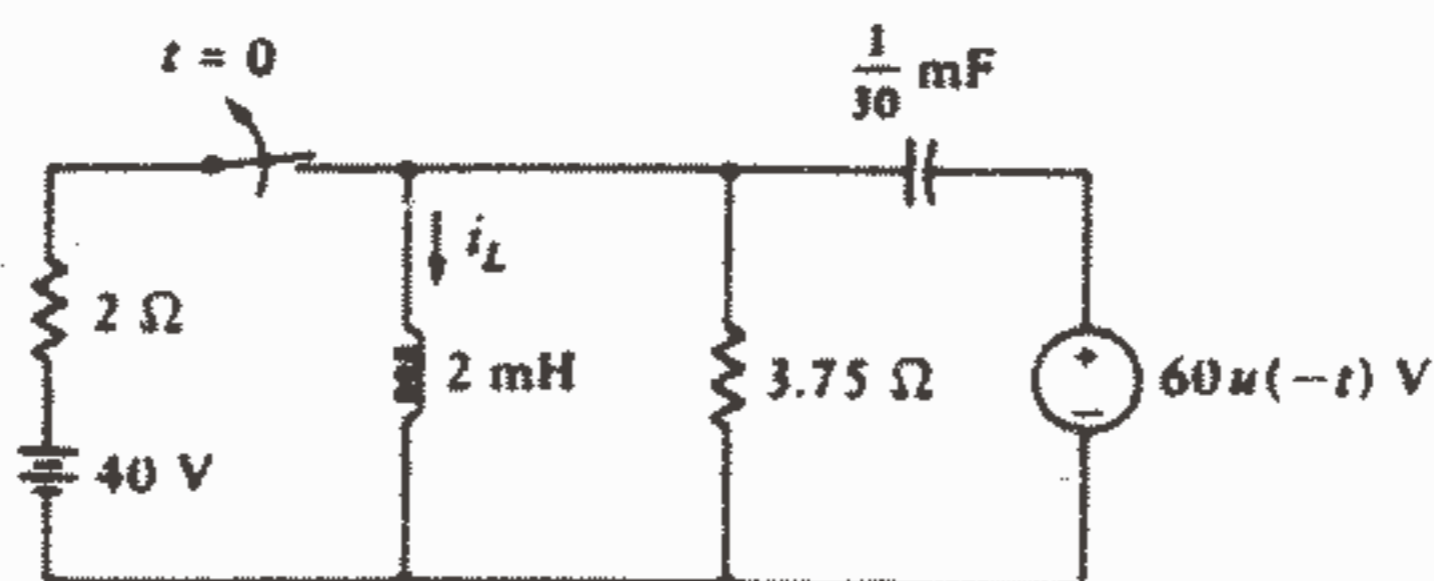 t = 0
1/30 mF
i_L
2 Ω
2 mH
3.75 Ω
60u(−t) V
+
−
40 V